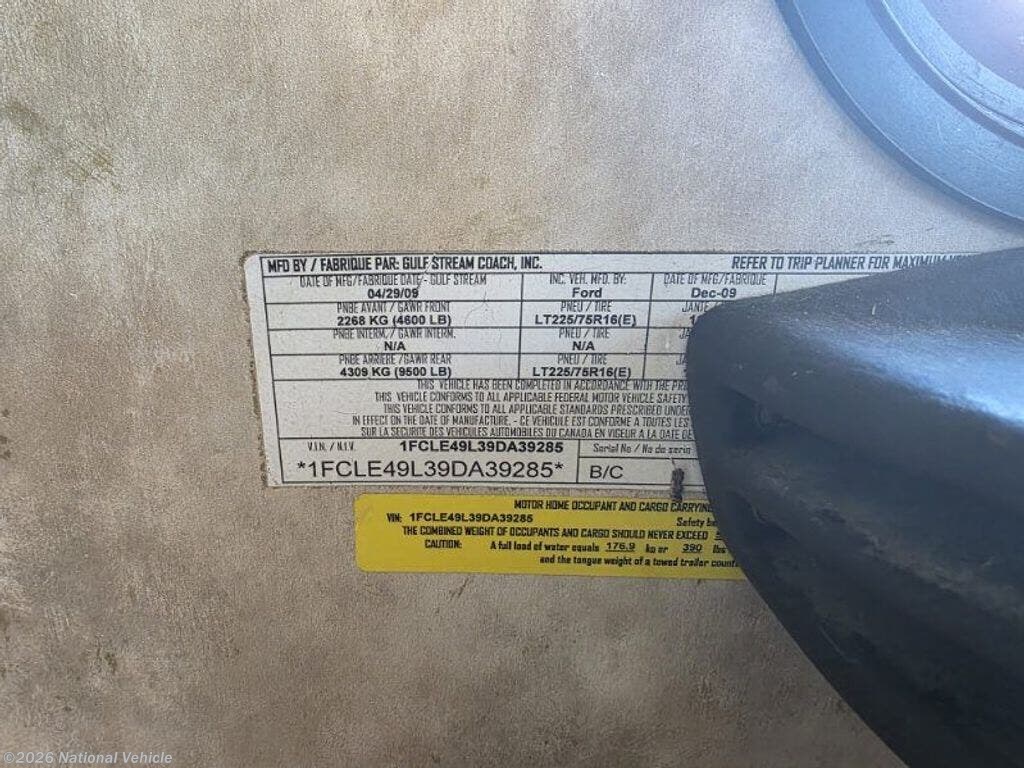 MFD BY / FABRIQUE PAR: GULF STREAM COACH, INC. REFER TO TRIP PLANNER FOR MAXIMUM
DATE OF MFG/FABRIQUE DATE - GULF STREAM INC. VEH. MFD. BY: DATE OF MFG/FABRIQUE DATE
04/29/09 Ford Dec-09
PNBE AVANT / GAWR FRONT PNEU / TIRE JANTE /
2268 KG (4600 LB) LT225/75R16(E)
PNBE INTERM. / GAWR INTERM. PNEU / TIRE
N/A N/A
PNBE ARRIERE /GAWR REAR PNEU / TIRE
4309 KG (9500 LB) LT225/75R16(E)
THIS VEHICLE HAS BEEN COMPLETED IN ACCORDANCE WITH THE
THIS VEHICLE CONFORMS TO ALL APPLICABLE FEDERAL MOTOR VEHICLE SAFETY
THIS VEHICLE CONFORMS TO ALL APPLICABLE STANDARDS PRESCRIBED UNDER
IN EFFECT ON THE DATE OF MANUFACTURE. - CE VEHICULE EST CONFORME A TOUTES LES
SUR LA SECURITE DES VEHICULES AUTOMOBILES DU CANADA EN VIGEUR A LA DATE DE
V.I.N. / N.I.V. 1FCLE49L39DA39285 Serial No / No de serie
*1FCLE49L39DA39285* B/C
MOTOR HOME OCCUPANT AND CARGO
VIN: 1FCLE49L39DA39285 Safety
THE COMBINED WEIGHT OF OCCUPANTS AND CARGO SHOULD NEVER EXCEED
CAUTION: A full load of water equals 176.9 kg or 390 lbs
and the tongue weight of a towed trailer
©2026 National Vehicle